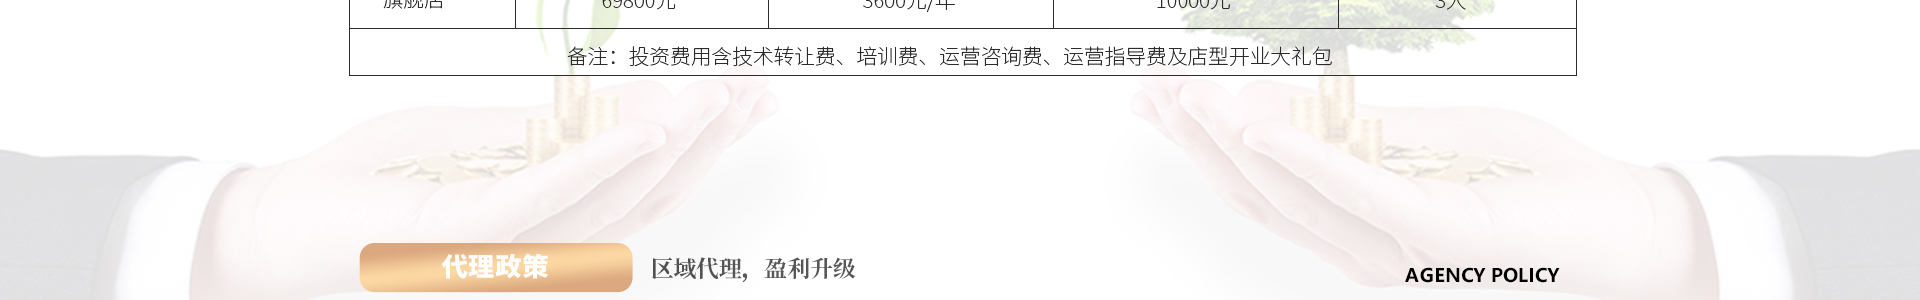 旗舰店 69800元 3600元/年 10000元 3人
备注：投资费用含技术转让费、培训费、运营咨询费、运营指导费及店型开业大礼包
代理政策 区域代理，盈利升级 AGENCY POLICY